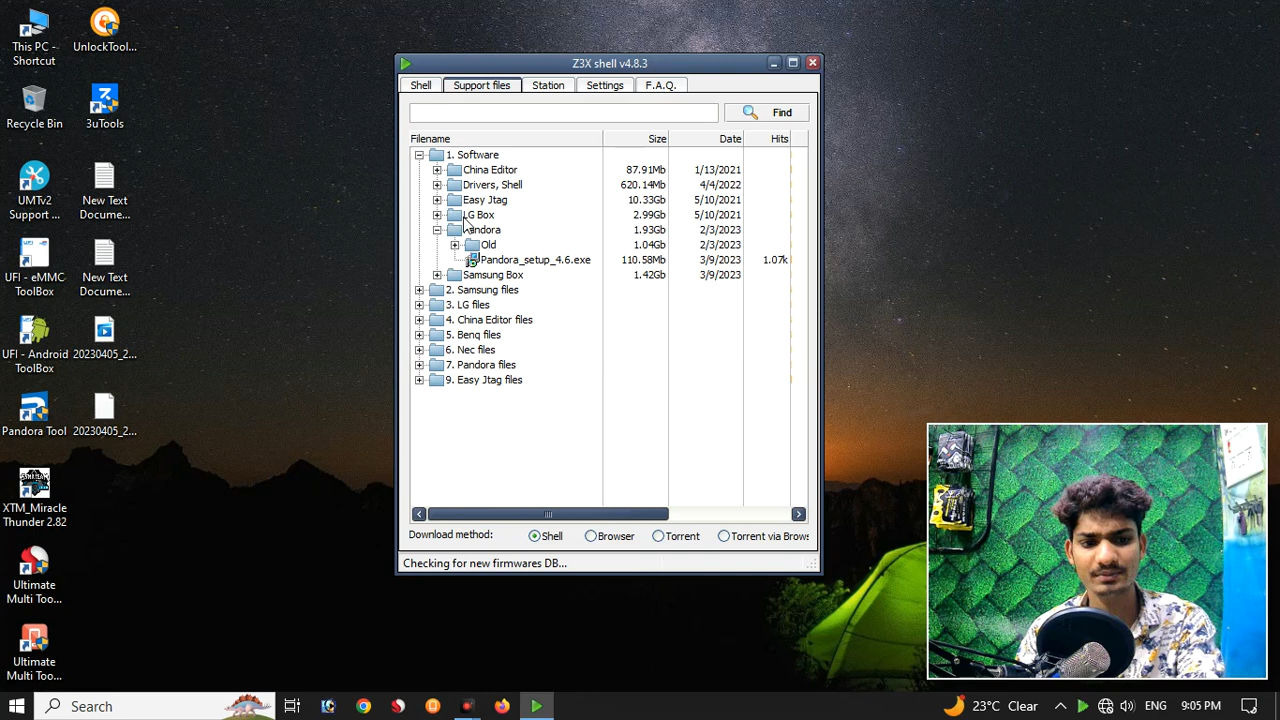 This PC -
Shortcut
UnlockTool...
Recycle Bin
3uTools
UMTv2
Support ...
New Text
Docume...
UFI - eMMC
ToolBox
New Text
Docume...
UFI - Android
ToolBox
20230405_2...
Pandora Tool
20230405_2...
XTM_Miracle
Thunder 2.82
Ultimate
Multi Too...
Ultimate
Multi Too...
Z3X shell v4.8.3
Shell Support files Station Settings F.A.Q.
Find
Filename Size Date Hits
1. Software
China Editor 87.91Mb 1/13/2021
Drivers, Shell 620.14Mb 4/4/2022
Easy Jtag 10.33Gb 5/10/2021
LG Box 2.99Gb 5/10/2021
Pandora 1.93Gb 2/3/2023
Old 1.04Gb 2/3/2023
Pandora_setup_4.6.exe 110.58Mb 3/9/2023 1.07k
Samsung Box 1.42Gb 3/9/2023
2. Samsung files
3. LG files
4. China Editor files
5. Benq files
6. Nec files
7. Pandora files
9. Easy Jtag files
Download method: Shell Browser Torrent Torrent via Brows
Checking for new firmwares DB...
Search
23°C Clear ENG 9:05 PM